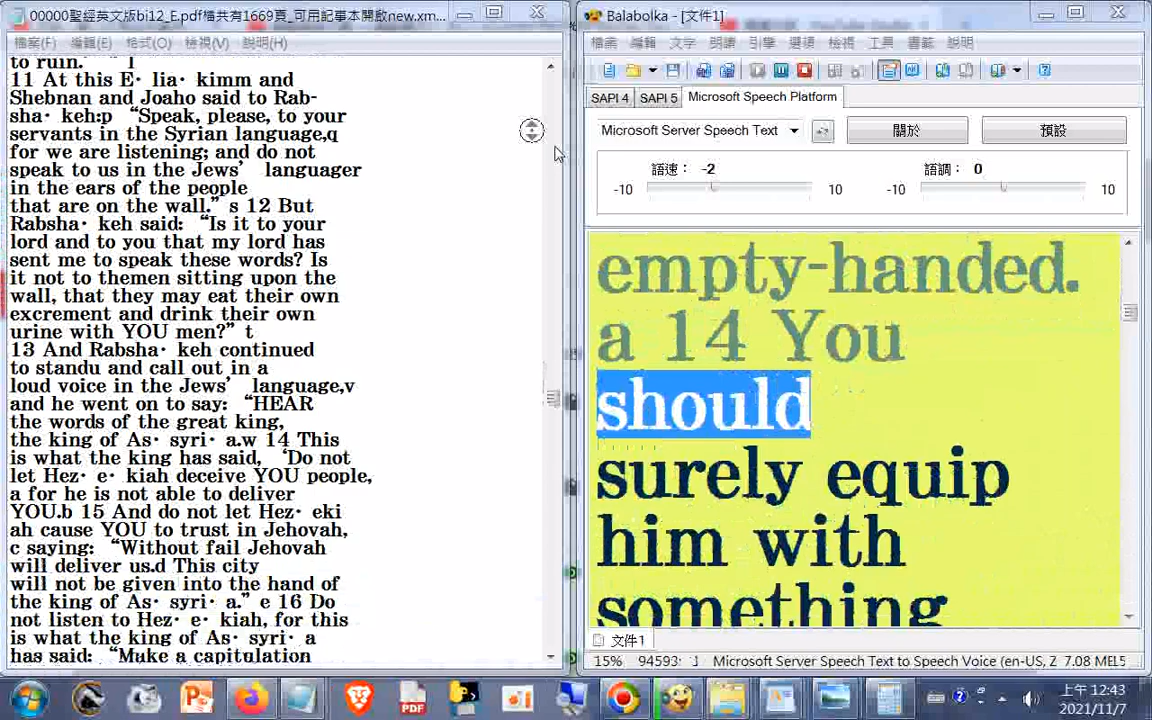 00000聖經英文版bi12_E.pdf檔共有1669頁_可用記事本開啟new.xm...
檔案(F) 編輯(E) 格式(O) 檢視(V) 說明(H)
to ruin.” ’ ”
11 At this E‧ lia‧ kimm and
Shebnan and Joaho said to Rab-
sha‧ keh:p “Speak, please, to your
servants in the Syrian language,q
for we are listening; and do not
speak to us in the Jews’ languager
in the ears of the people
that are on the wall.” s 12 But
Rabsha‧ keh said: “Is it to your
lord and to you that my lord has
sent me to speak these words? Is
it not to themen sitting upon the
wall, that they may eat their own
excrement and drink their own
urine with YOU men?” t
13 And Rabsha‧ keh continued
to standu and call out in a
loud voice in the Jews’ language,v
and he went on to say: “HEAR
the words of the great king,
the king of As‧ syri‧ a.w 14 This
is what the king has said, ‘Do not
let Hez‧ e‧ kiah deceive YOU people,
a for he is not able to deliver
YOU.b 15 And do not let Hez‧ eki
ah cause YOU to trust in Jehovah,
c saying: “Without fail Jehovah
will deliver us.d This city
will not be given into the hand of
the king of As‧ syri‧ a.” e 16 Do
not listen to Hez‧ e‧ kiah, for this
is what the king of As‧ syri‧ a
has said: “Make a capitulation
Balabolka - [文件1]
檔案 編輯 文字 朗讀 引擎 選項 檢視 工具 書籤 說明
SAPI 4 SAPI 5 Microsoft Speech Platform
Microsoft Server Speech Text 關於 預設
語速： -2 語調： 0
-10 10 -10 10
empty-handed.
a 14 You
should
surely equip
him with
something
文件1
15% 94593: 1 Microsoft Server Speech Text to Speech Voice (en-US, Z 7.08 MEL5
上午 12:43
2021/11/7